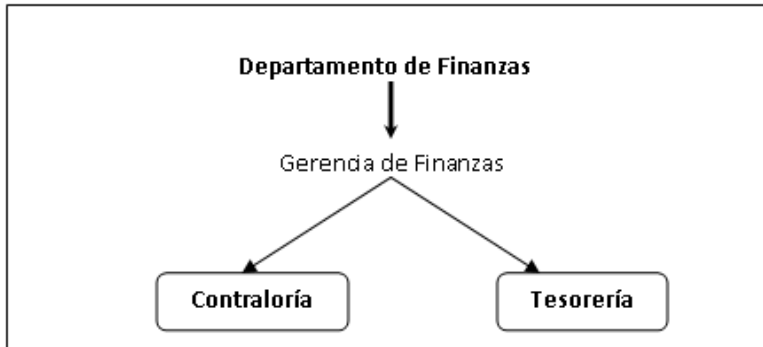 Departamento de Finanzas
Gerencia de Finanzas
Contraloría
Tesorería